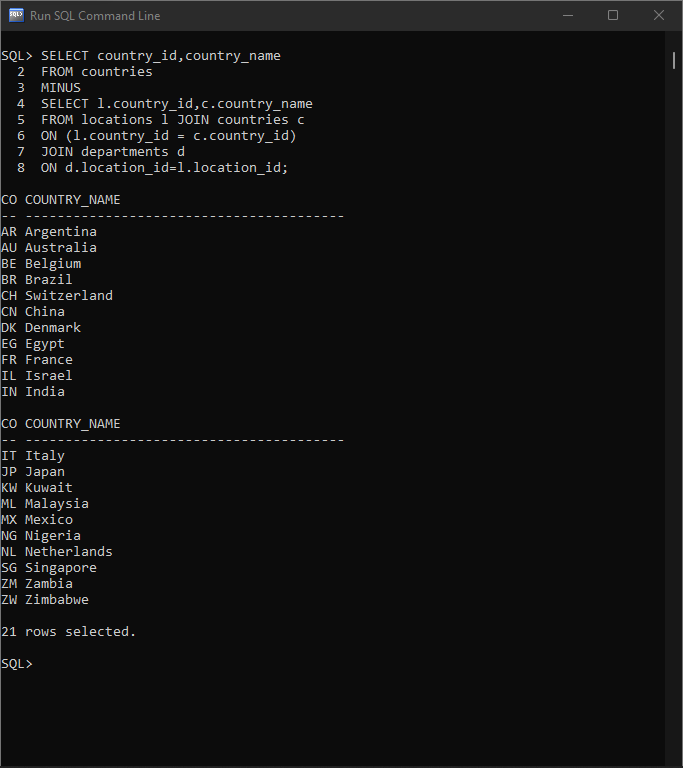 SQL>
Run SQL Command Line
SQL> SELECT country_id,country_name
2 FROM countries
3 MINUS
4 SELECT l.country_id,c.country_name
5 FROM locations l JOIN countries c
6 ON (l.country_id = c.country_id)
7 JOIN departments d
8 ON d.location_id=l.location_id;
CO COUNTRY_NAME
-- ----------------------------------------
AR Argentina
AU Australia
BE Belgium
BR Brazil
CH Switzerland
CN China
DK Denmark
EG Egypt
FR France
IL Israel
IN India
CO COUNTRY_NAME
-- ----------------------------------------
IT Italy
JP Japan
KW Kuwait
ML Malaysia
MX Mexico
NG Nigeria
NL Netherlands
SG Singapore
ZM Zambia
ZW Zimbabwe
21 rows selected.
SQL>